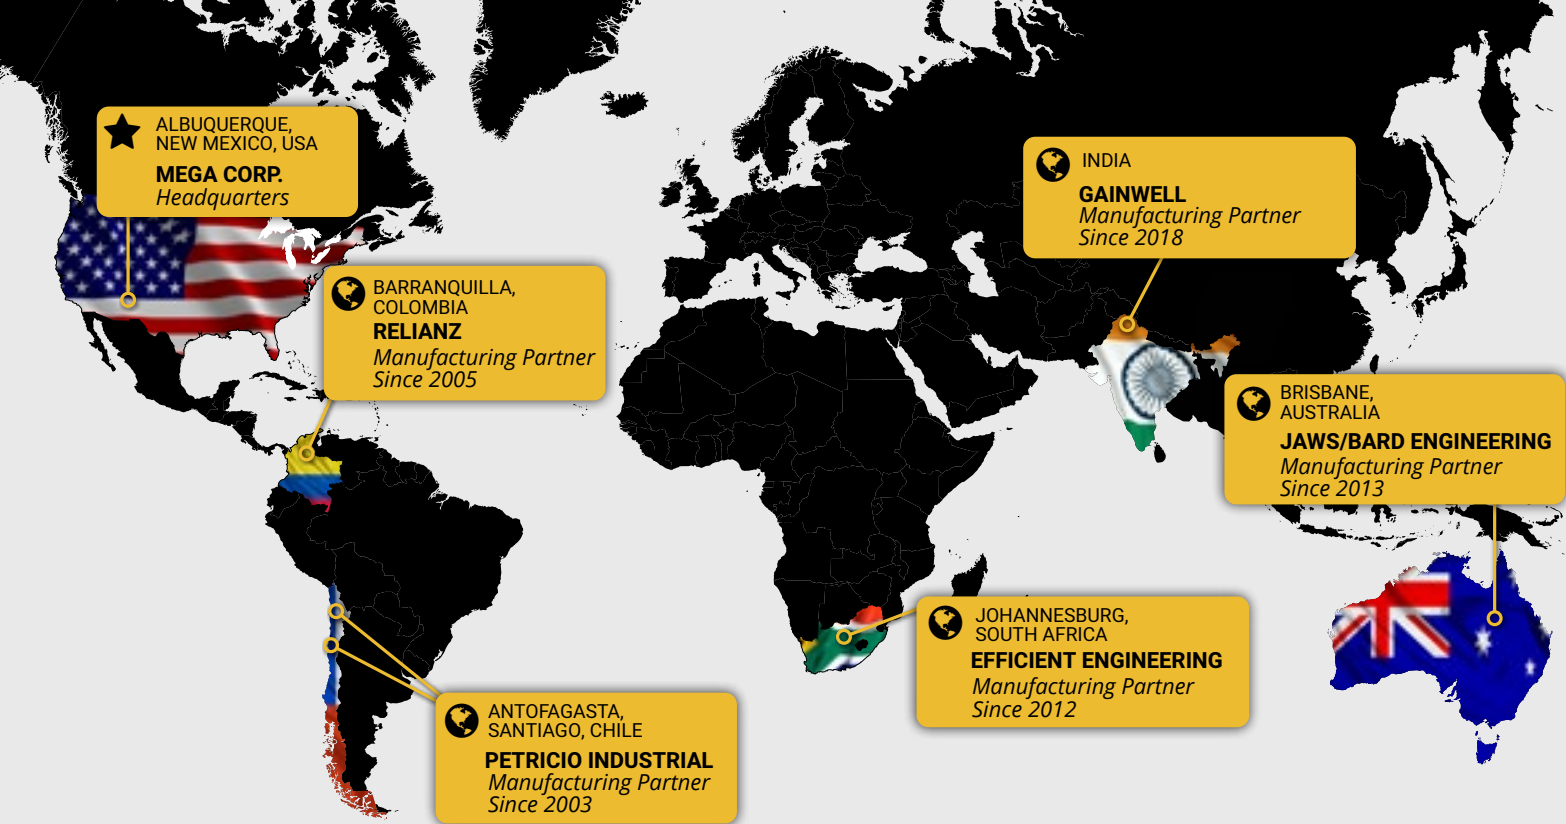 ALBUQUERQUE,
NEW MEXICO, USA
MEGA CORP.
Headquarters
INDIA
GAINWELL
Manufacturing Partner
Since 2018
BARRANQUILLA,
COLOMBIA
RELIANZ
Manufacturing Partner
Since 2005
BRISBANE,
AUSTRALIA
JAWS/BARD ENGINEERING
Manufacturing Partner
Since 2013
JOHANNESBURG,
SOUTH AFRICA
EFFICIENT ENGINEERING
Manufacturing Partner
Since 2012
ANTOFAGASTA,
SANTIAGO, CHILE
PETRICIO INDUSTRIAL
Manufacturing Partner
Since 2003